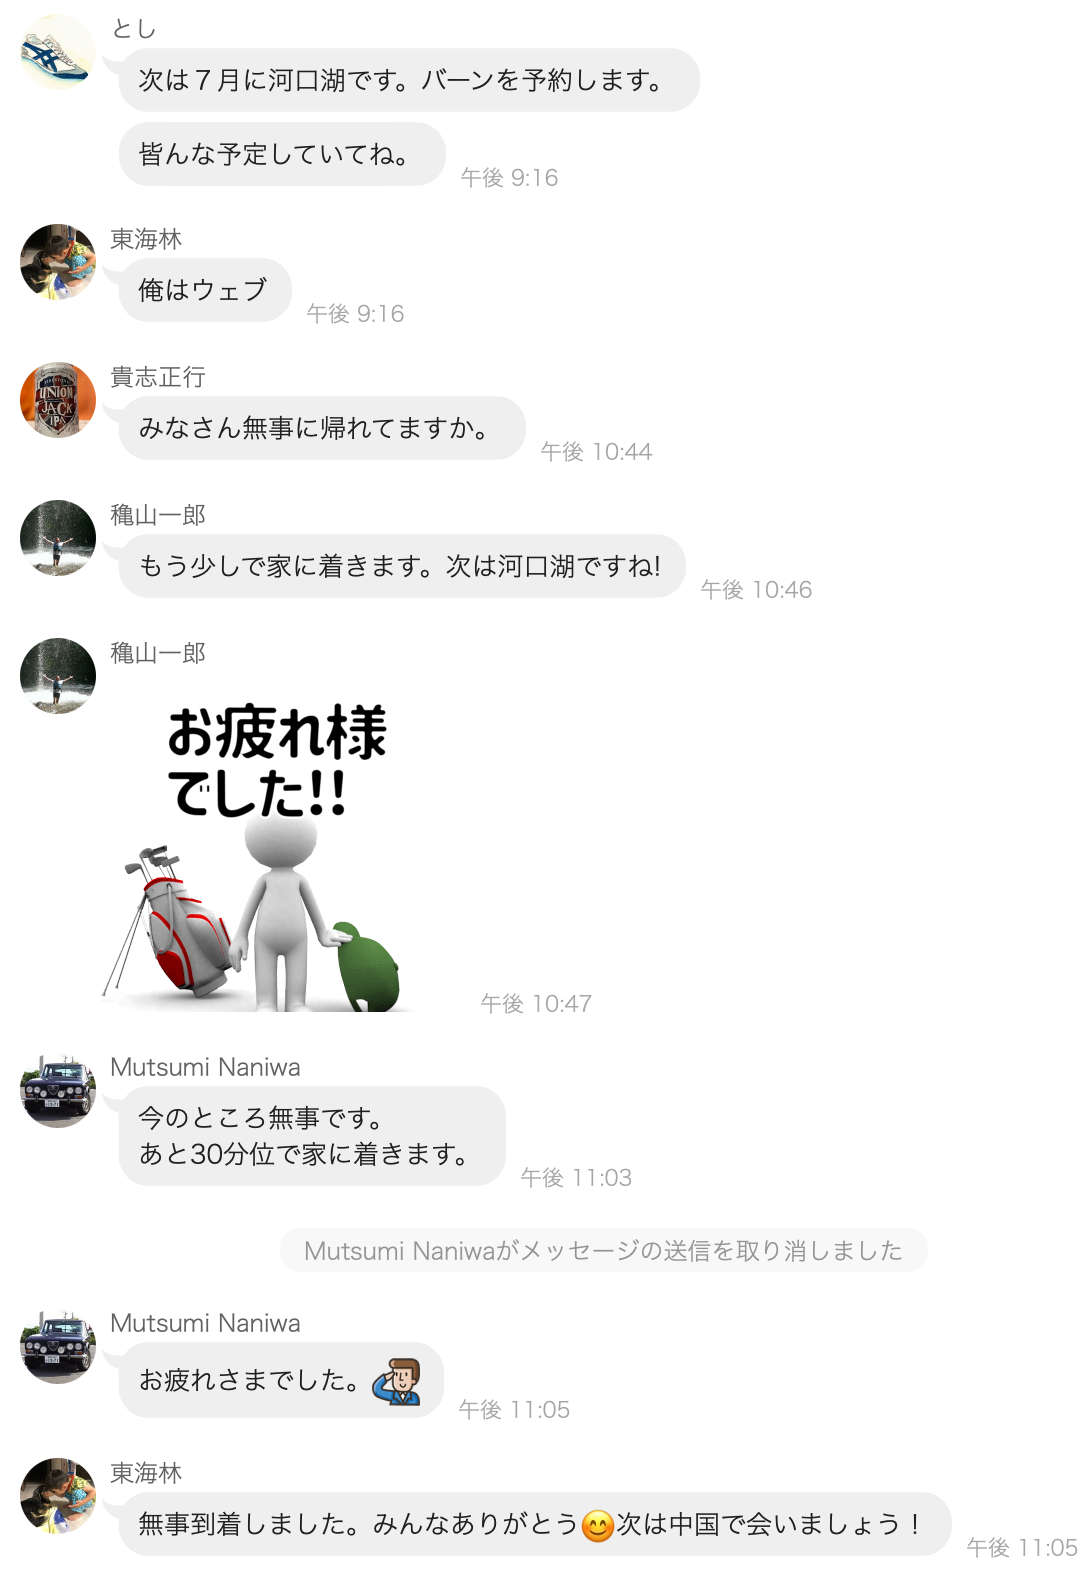 とし
次は７月に河口湖です。バーンを予約します。
皆んな予定していてね。
午後 9:16
東海林
俺はウェブ
午後 9:16
貴志正行
UNION
JACK
IPA
みなさん無事に帰れてますか。
午後 10:44
穐山一郎
もう少しで家に着きます。次は河口湖ですね!
午後 10:46
穐山一郎
お疲れ様
でした!!
午後 10:47
Mutsumi Naniwa
今のところ無事です。
あと30分位で家に着きます。
午後 11:03
Mutsumi Naniwaがメッセージの送信を取り消しました
Mutsumi Naniwa
お疲れさまでした。
午後 11:05
東海林
無事到着しました。みんなありがとう😊次は中国で会いましょう！
午後 11:05